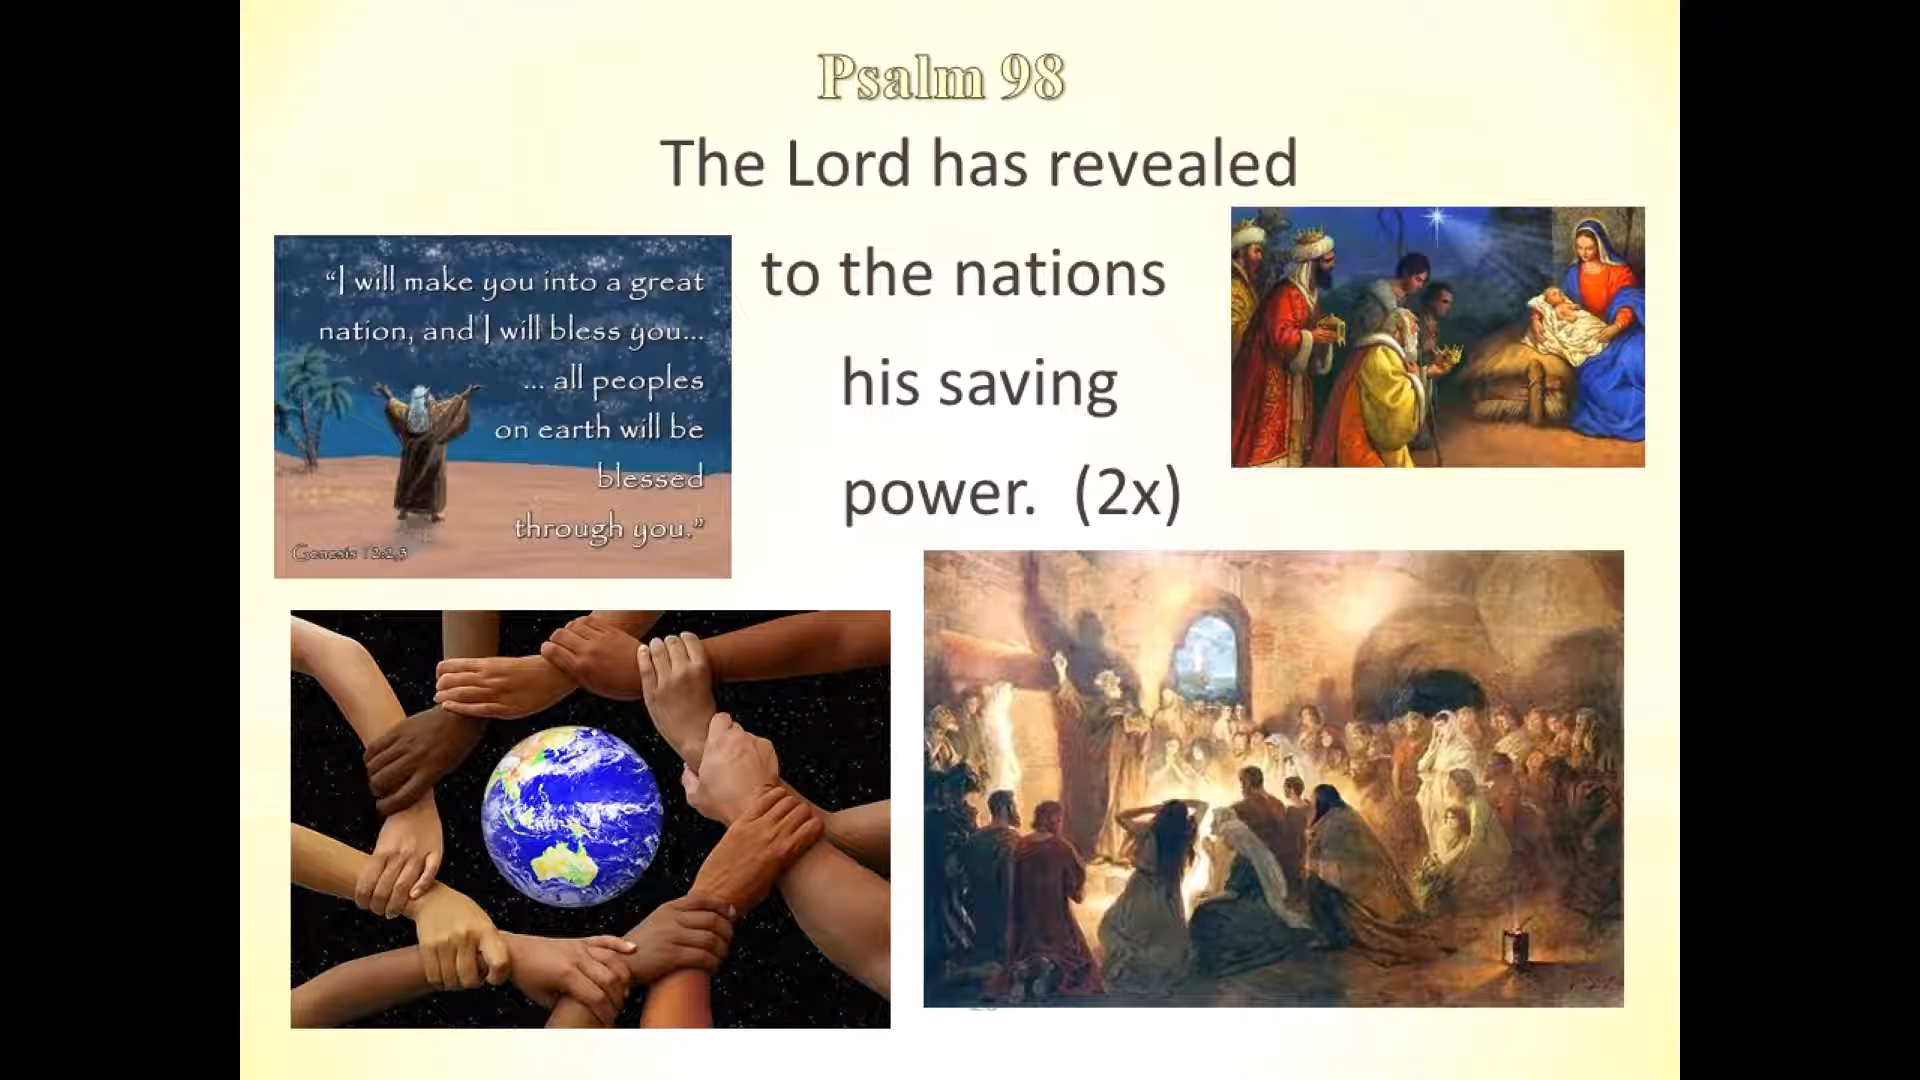 Psalm 98
The Lord has revealed
to the nations
his saving
power. (2x)
“I will make you into a great
nation, and I will bless you...
... all peoples
on earth will be
blessed
through you.”
Genesis 12:2,3